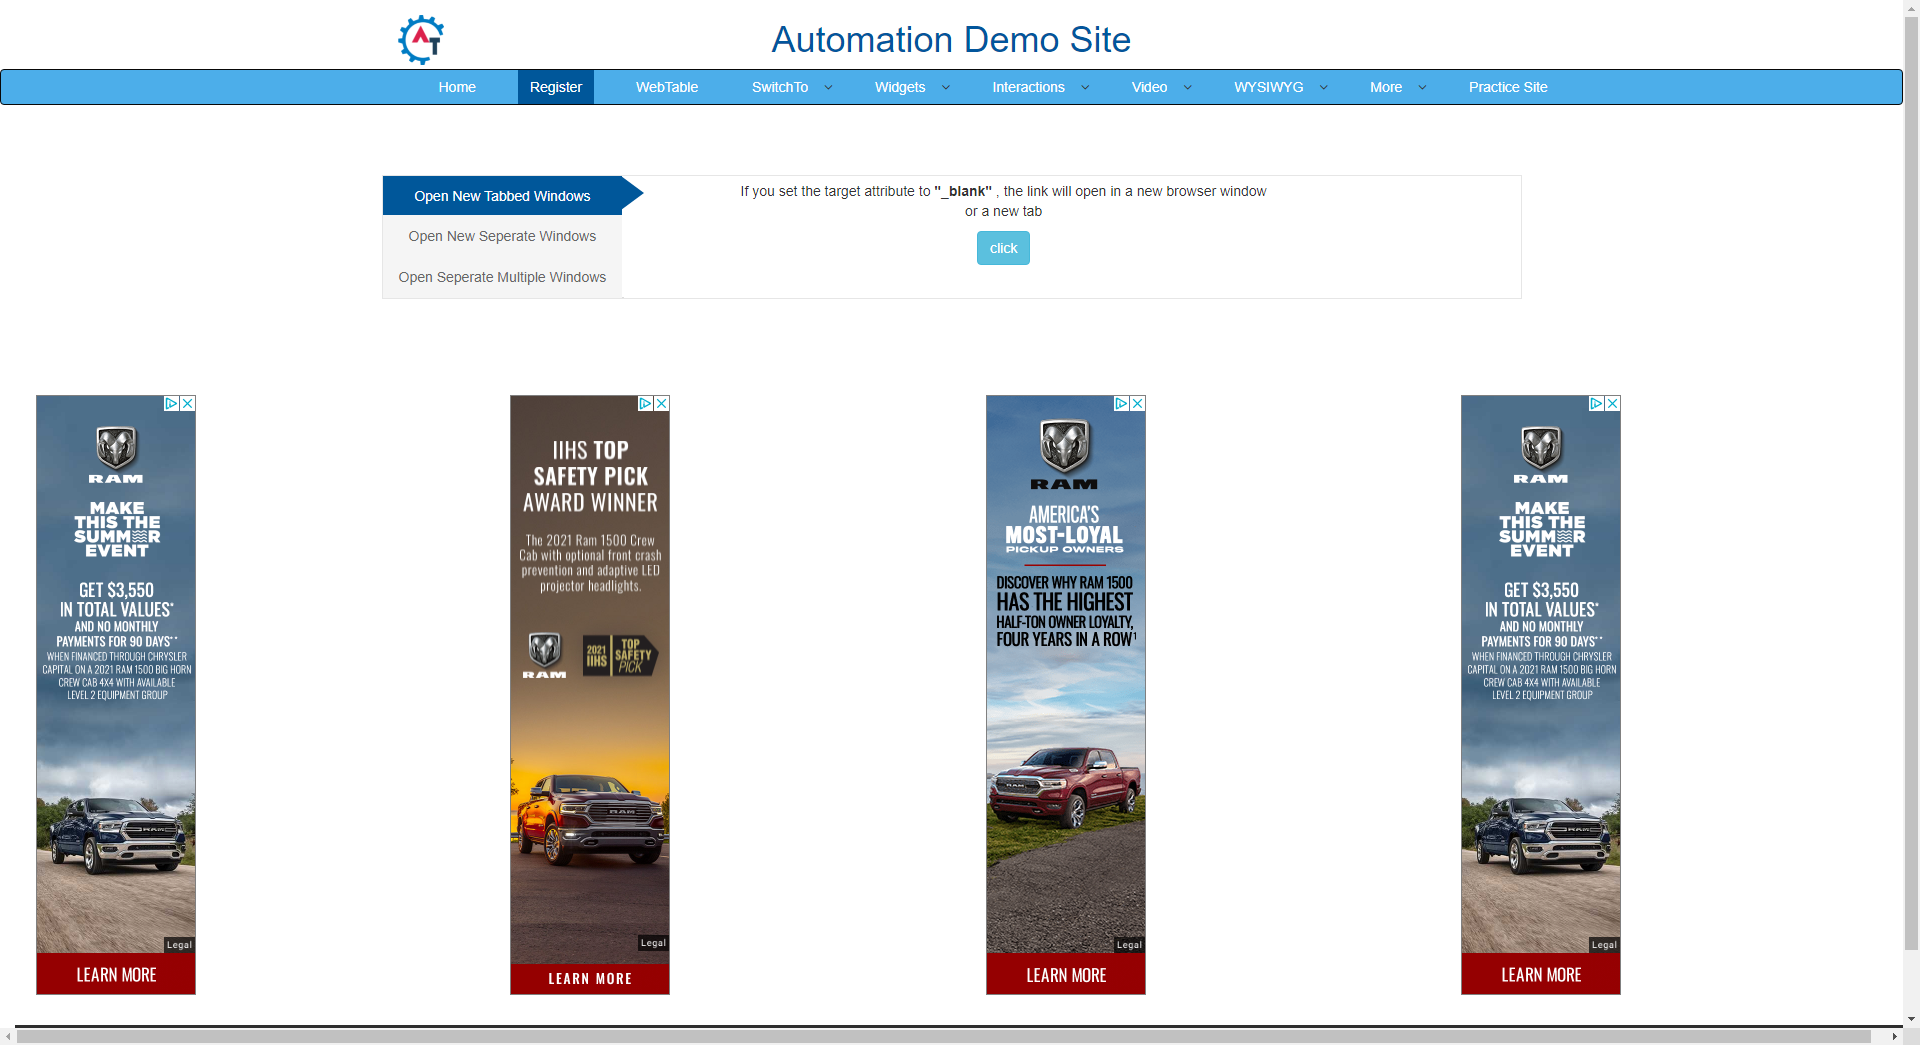 AT
Automation Demo Site
Home
Register
WebTable
SwitchTo
Widgets
Interactions
Video
WYSIWYG
More
Practice Site
Open New Tabbed Windows
Open New Seperate Windows
Open Seperate Multiple Windows
If you set the target attribute to "_blank" , the link will open in a new browser window
or a new tab
click
RAM
MAKE
THIS THE
SUMMER
EVENT
GET $3,550
IN TOTAL VALUES*
AND NO MONTHLY
PAYMENTS FOR 90 DAYS**
WHEN FINANCED THROUGH CHRYSLER
CAPITAL ON A 2021 RAM 1500 BIG HORN
CREW CAB 4X4 WITH AVAILABLE
LEVEL 2 EQUIPMENT GROUP
RAM
Legal
LEARN MORE
IIHS TOP
SAFETY PICK
AWARD WINNER
The 2021 Ram 1500 Crew
Cab with optional front crash
prevention and adaptive LED
projector headlights.
RAM
2021
IIHS
TOP
SAFETY
PICK
RAM
Legal
LEARN MORE
RAM
AMERICA'S
MOST-LOYAL
PICKUP OWNERS
DISCOVER WHY RAM 1500
HAS THE HIGHEST
HALF-TON OWNER LOYALTY,
FOUR YEARS IN A ROW¹
RAM
Legal
LEARN MORE
RAM
MAKE
THIS THE
SUMMER
EVENT
GET $3,550
IN TOTAL VALUES*
AND NO MONTHLY
PAYMENTS FOR 90 DAYS**
WHEN FINANCED THROUGH CHRYSLER
CAPITAL ON A 2021 RAM 1500 BIG HORN
CREW CAB 4X4 WITH AVAILABLE
LEVEL 2 EQUIPMENT GROUP
RAM
Legal
LEARN MORE